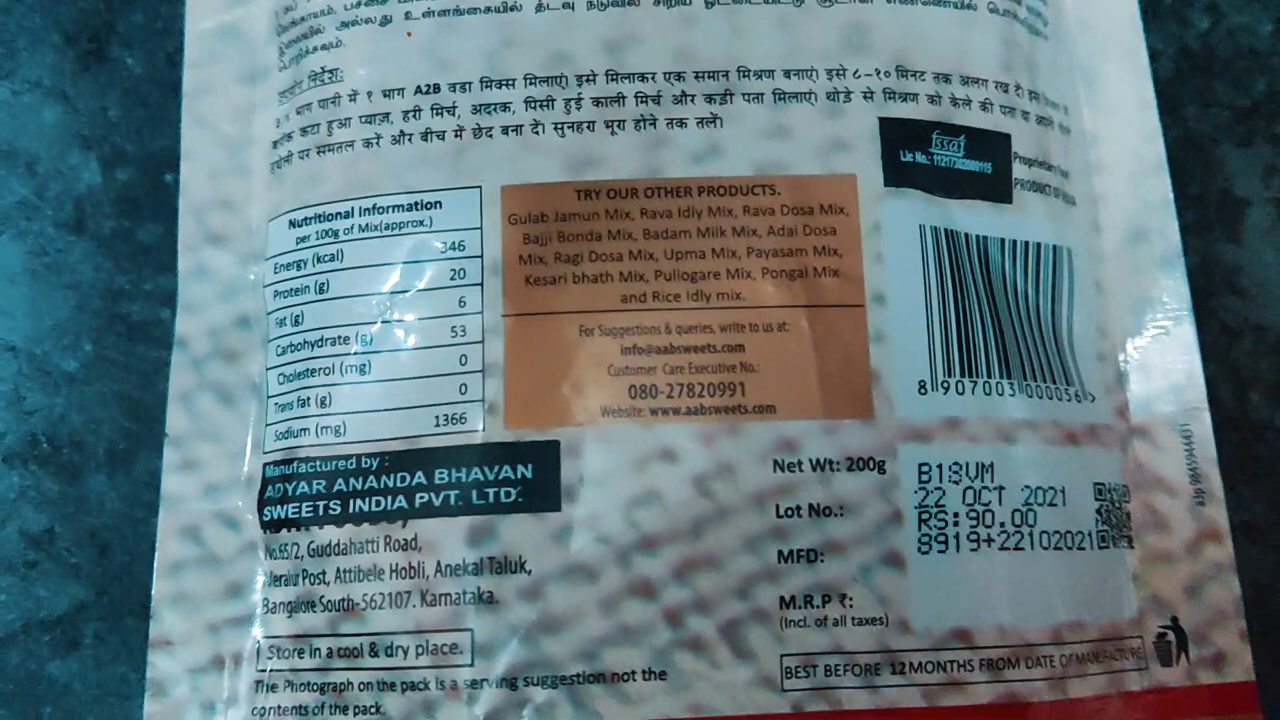 அல்லது உள்ளங்கையில் தடவி நடுவில் சிறிய
பொரிக்கவும்.
निर्देश:
भाग पानी में १ भाग A2B वडा मिक्स मिलाएं। इसे मिलाकर एक समान मिश्रण बनाएं। इसे ८-१० मिनट तक अलग रख दें।
कटा हुआ प्याज़, हरी मिर्च, अदरक, पिसी हुई काली मिर्च और कडी पता मिलाएं। थोडे से मिश्रण को केले की पता या
पर समतल करें और बीच में छेद बना दें। सुनहरा भूरा होने तक तलें।
fssai
Lic No.: 11217302000115
Proprietary
PRODUCT OF
Nutritional Information
per 100g of Mix(approx.)
Energy (kcal) 346
Protein (g) 20
Fat (g) 6
Carbohydrate (g) 53
Cholesterol (mg) 0
Trans fat (g) 0
Sodium (mg) 1366
TRY OUR OTHER PRODUCTS.
Gulab Jamun Mix, Rava Idly Mix, Rava Dosa Mix,
Bajji Bonda Mix, Badam Milk Mix, Adai Dosa
Mix, Ragi Dosa Mix, Upma Mix, Payasam Mix,
Kesari bhath Mix, Puliogare Mix, Pongal Mix
and Rice Idly mix.
For Suggestions & queries, write to us at:
info@aabsweets.com
Customer Care Executive No.:
080-27820991
Website: www.aabsweets.com
8 907003 000056 >
Manufactured by :
ADYAR ANANDA BHAVAN
SWEETS INDIA PVT. LTD.
No.65/2, Guddahatti Road,
Neralur Post, Attibele Hobli, Anekal Taluk,
Bangalore South-562107. Karnataka.
Store in a cool & dry place.
The Photograph on the pack is a serving suggestion not the
contents of the pack.
Net Wt: 200g
Lot No.:
MFD:
M.R.P ₹:
(Incl. of all taxes)
B18VM
22 OCT 2021
RS:90.00
8919+22102021
BEST BEFORE 12 MONTHS FROM DATE OF MANUFACTURE